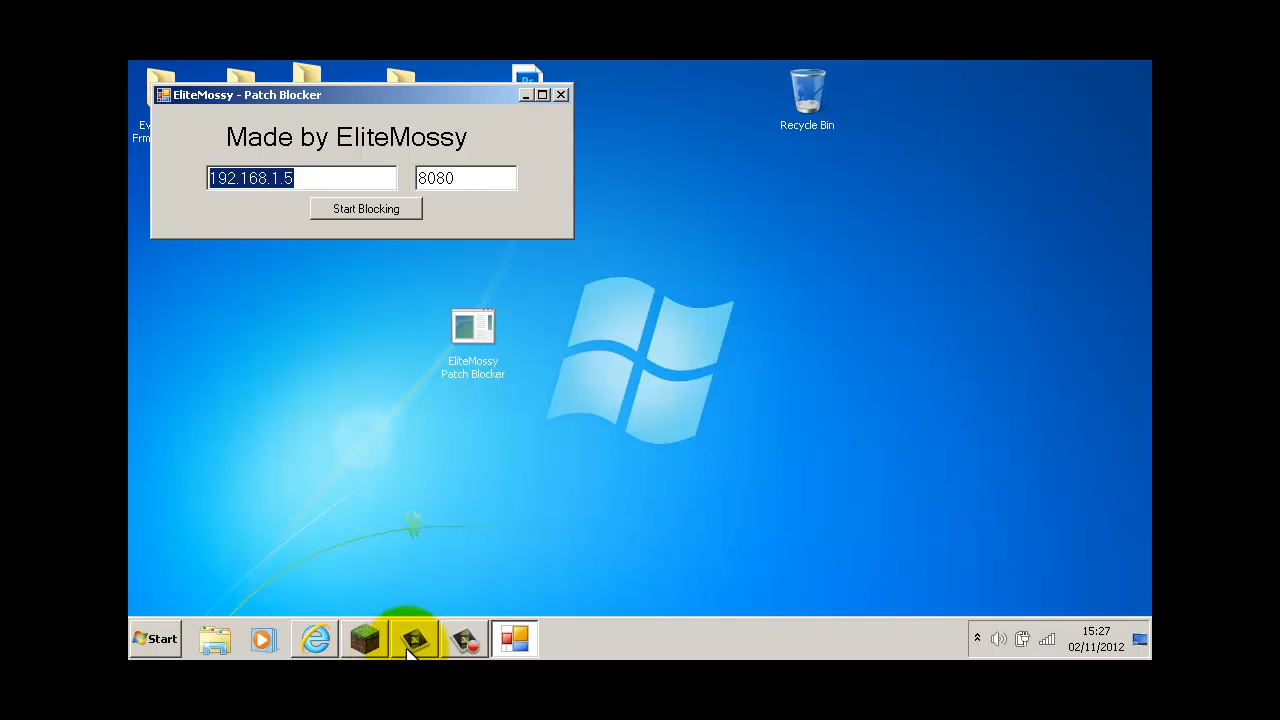 EliteMossy - Patch Blocker
Made by EliteMossy
192.168.1.5
8080
Start Blocking
Recycle Bin
EliteMossy
Patch Blocker
Start
15:27
02/11/2012